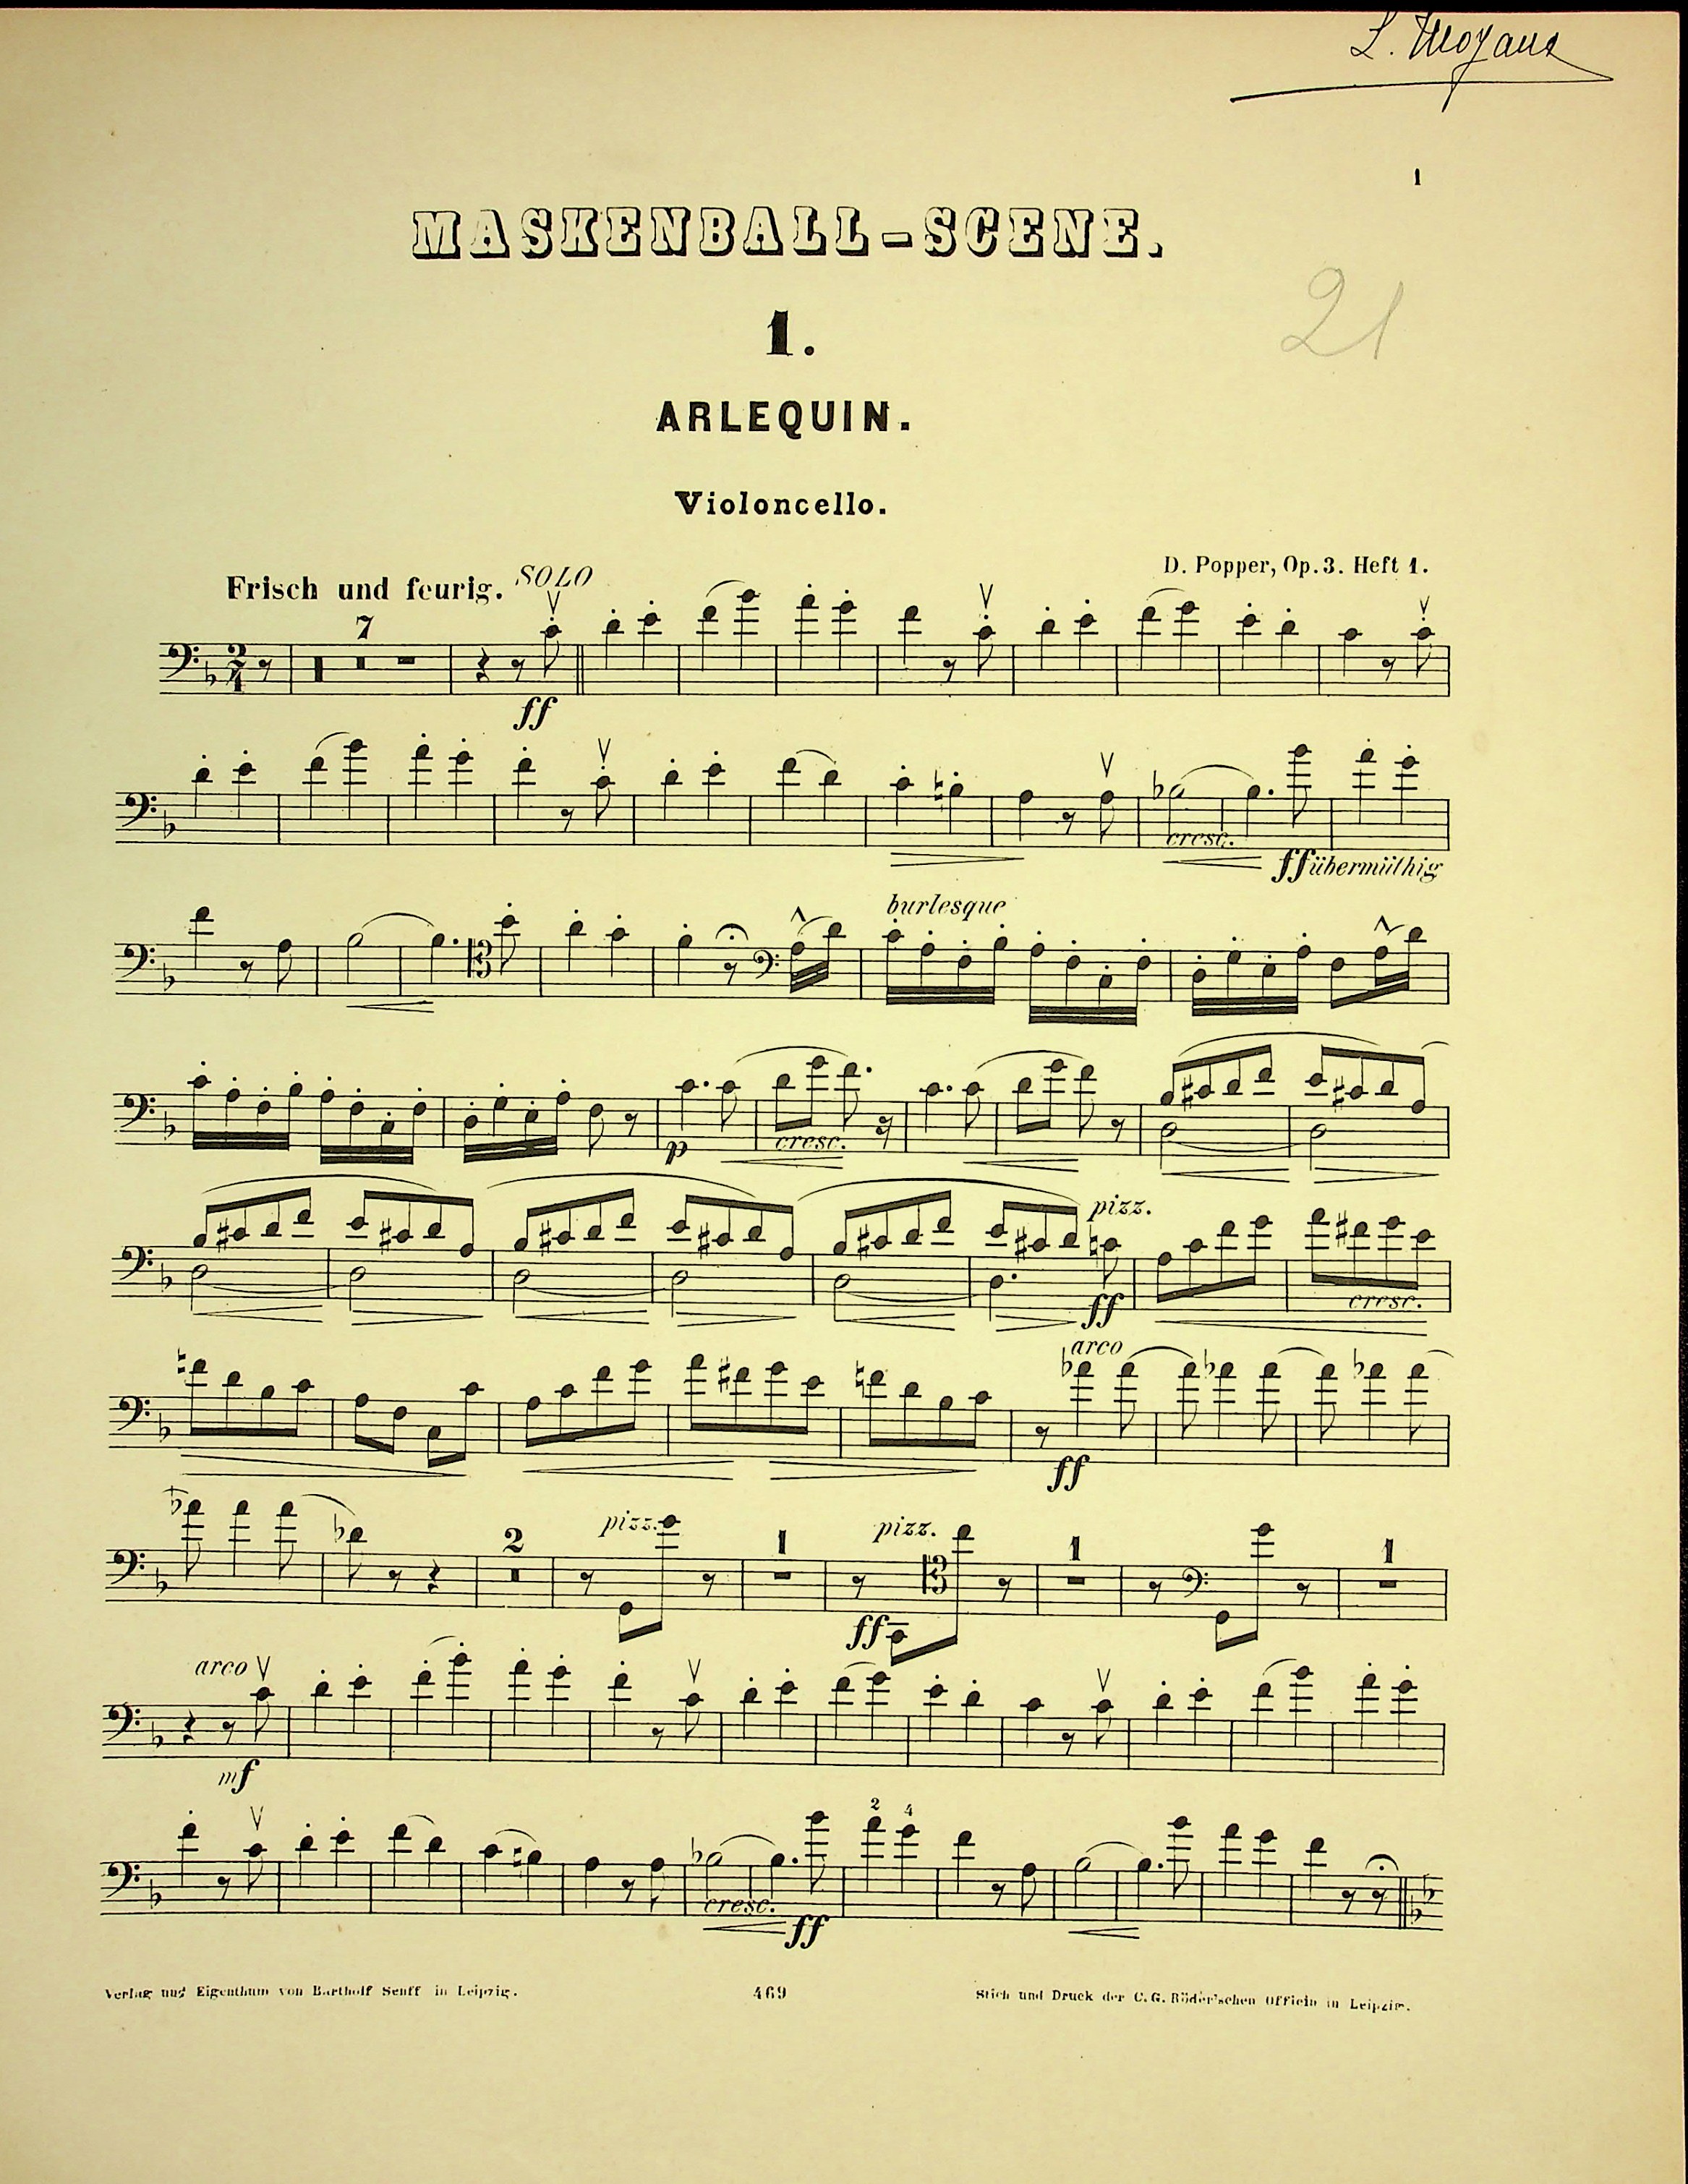 1
MASKENBALL-SCENE.
21
1.
ARLEQUIN.
Violoncello.
D. Popper, Op. 3. Heft 1.
Frisch und feurig. SOLO
7
ff
cresc.
ff übermüthig
burlesque
p cresc.
pizz.
ff cresc.
arco
ff
2 pizz. 1 pizz. 1 1
ff
arco
mf
2 4
cresc. ff
Verlag und Eigenthum von Bartholf Senff in Leipzig. 469 Stich und Druck der C. G. Röder'schen Officin in Leipzig.